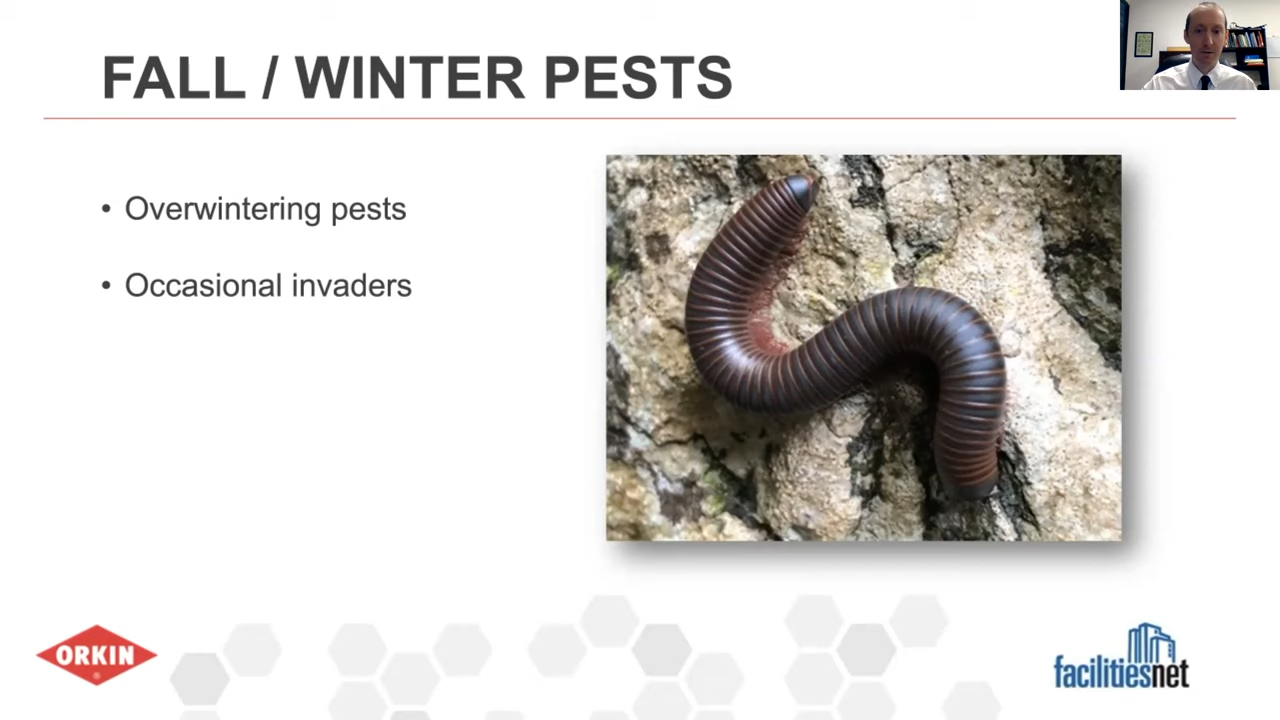 FALL / WINTER PESTS
• Overwintering pests
• Occasional invaders
ORKIN
®
facilitiesnet